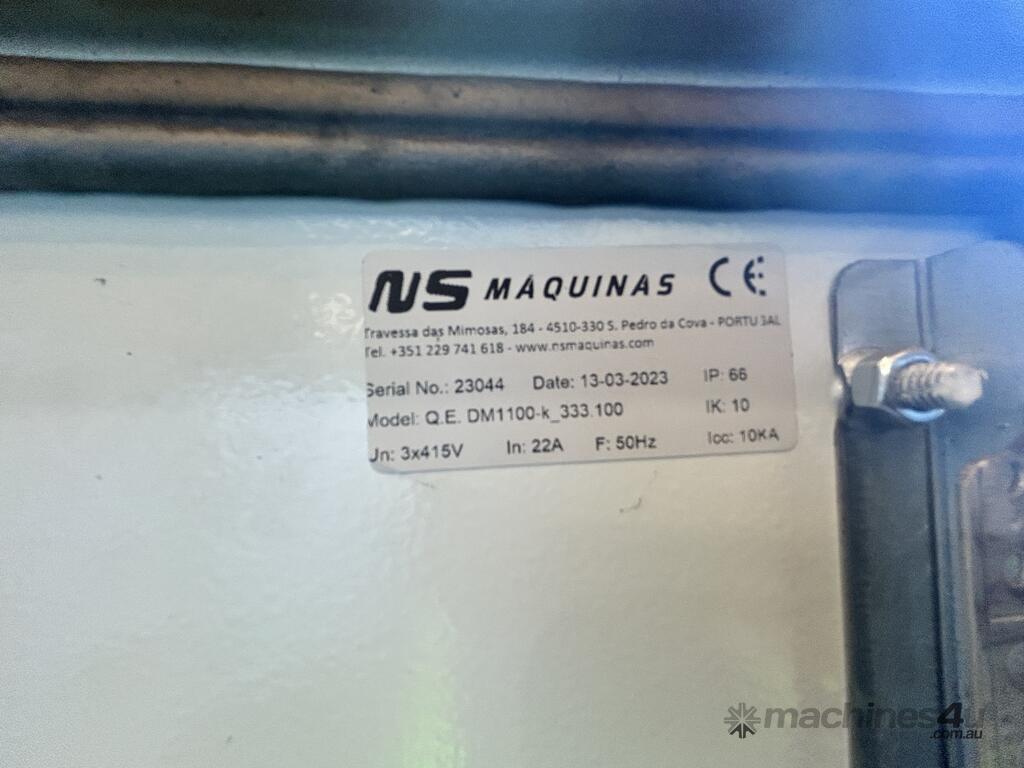 NS MÁQUINAS CE
Travessa das Mimosas, 184 - 4510-330 S. Pedro da Cova - PORTUGAL
Tel. +351 229 741 618 - www.nsmaquinas.com
Serial No.: 23044 Date: 13-03-2023 IP: 66
Model: Q.E. DM1100-k_333.100 IK: 10
Un: 3x415V In: 22A F: 50Hz Icc: 10KA
machines4u
.com.au